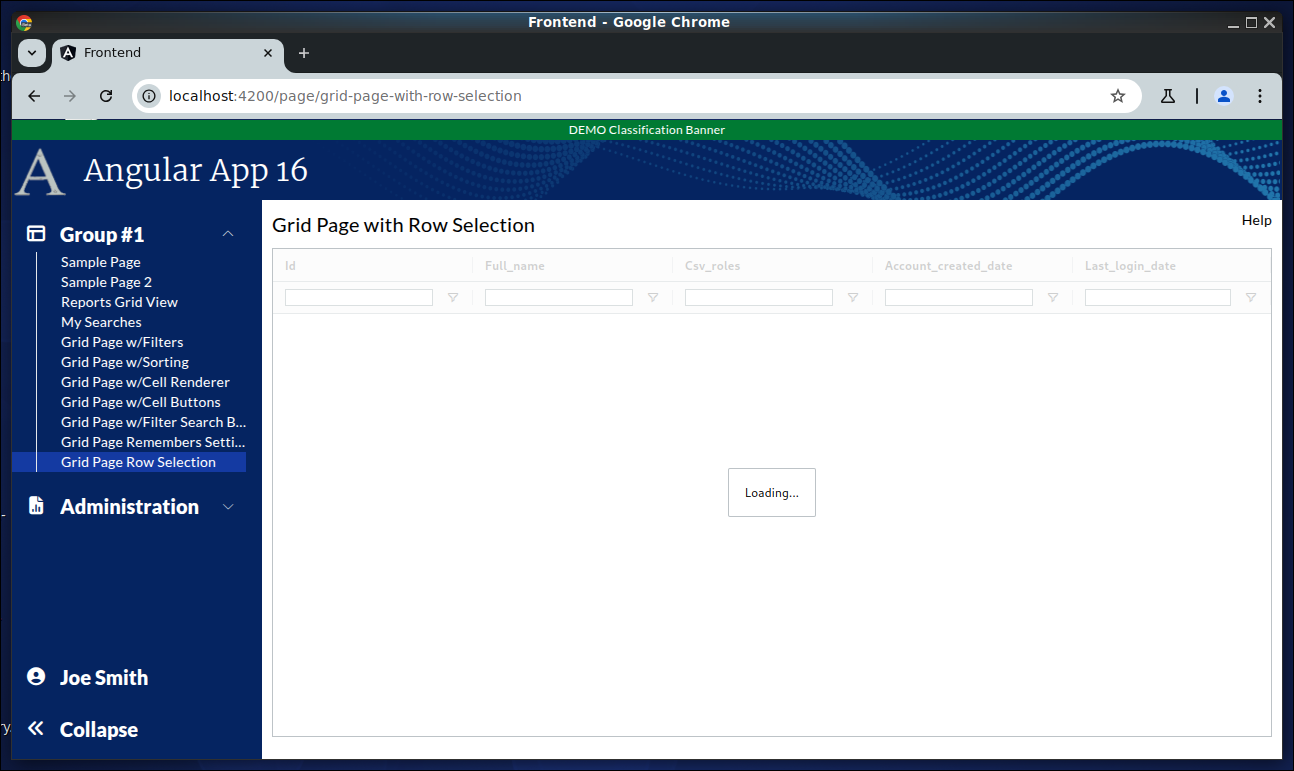 Frontend - Google Chrome
Frontend
localhost:4200/page/grid-page-with-row-selection
DEMO Classification Banner
A Angular App 16
Group #1
Sample Page
Sample Page 2
Reports Grid View
My Searches
Grid Page w/Filters
Grid Page w/Sorting
Grid Page w/Cell Renderer
Grid Page w/Cell Buttons
Grid Page w/Filter Search B...
Grid Page Remembers Setti...
Grid Page Row Selection
Administration
Joe Smith
Collapse
Grid Page with Row Selection
Help
Id Full_name Csv_roles Account_created_date Last_login_date
Loading...